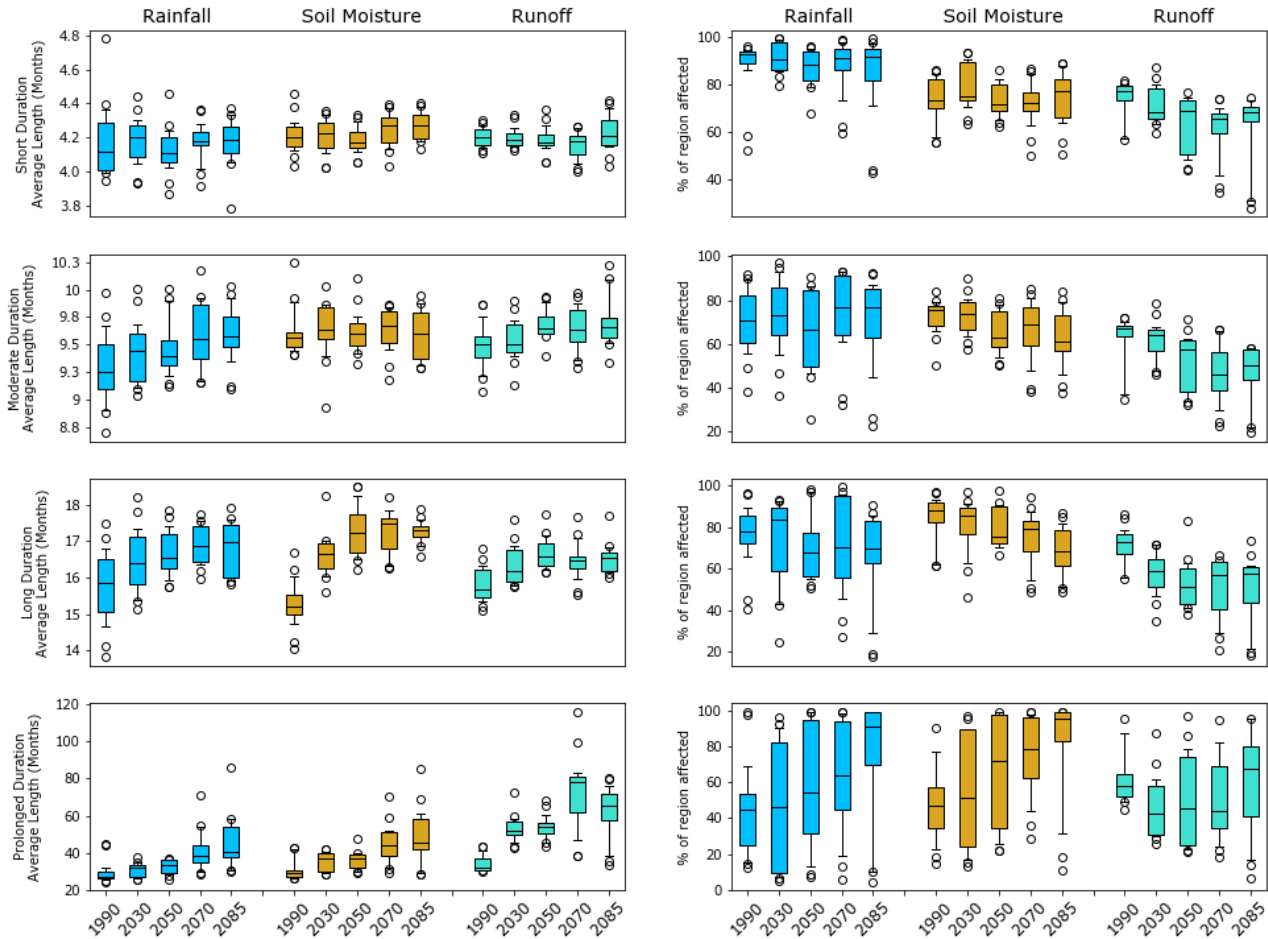 Rainfall Soil Moisture Runoff
Rainfall Soil Moisture Runoff
Short Duration
Average Length (Months)
4.8
4.6
4.4
4.2
4.0
3.8
% of region affected
100
80
60
40
Moderate Duration
Average Length (Months)
10.3
10
9.8
9.5
9.3
9
8.8
% of region affected
100
80
60
40
20
Long Duration
Average Length (Months)
18
17
16
15
14
% of region affected
100
80
60
40
20
Prolonged Duration
Average Length (Months)
120
100
80
60
40
20
% of region affected
100
80
60
40
20
0
1990 2030 2050 2070 2085 1990 2030 2050 2070 2085 1990 2030 2050 2070 2085
1990 2030 2050 2070 2085 1990 2030 2050 2070 2085 1990 2030 2050 2070 2085